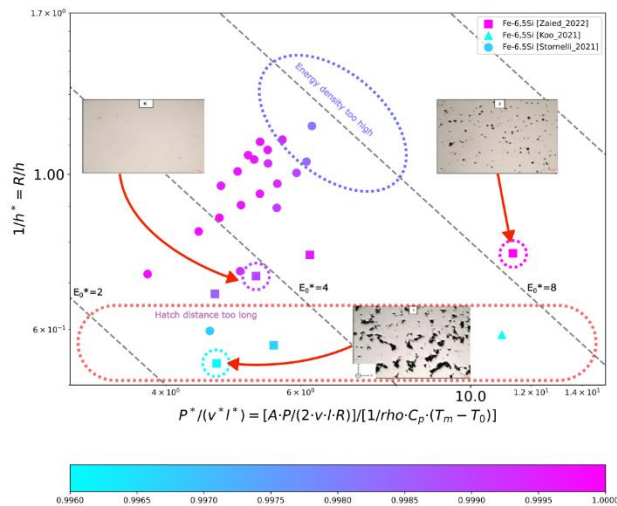 1.7 × 10⁰
Fe-6,5Si [Zaied_2022]
Fe-6,5Si [Koo_2021]
Fe-6.5Si [Stornelli_2021]
Energy density too high
1.00
1/h* = R/h
E₀*=2
E₀*=4
E₀*=8
Hatch distance too long
6 × 10⁻¹
4 × 10⁰
6 × 10⁰
10.0
1.2 × 10¹
1.4 × 10¹
P*/(v*l*) = [A·P/(2·v·l·R)]/[1/rho·Cₚ·(Tₘ − T₀)]
0.9960
0.9965
0.9970
0.9975
0.9980
0.9985
0.9990
0.9995
1.0000